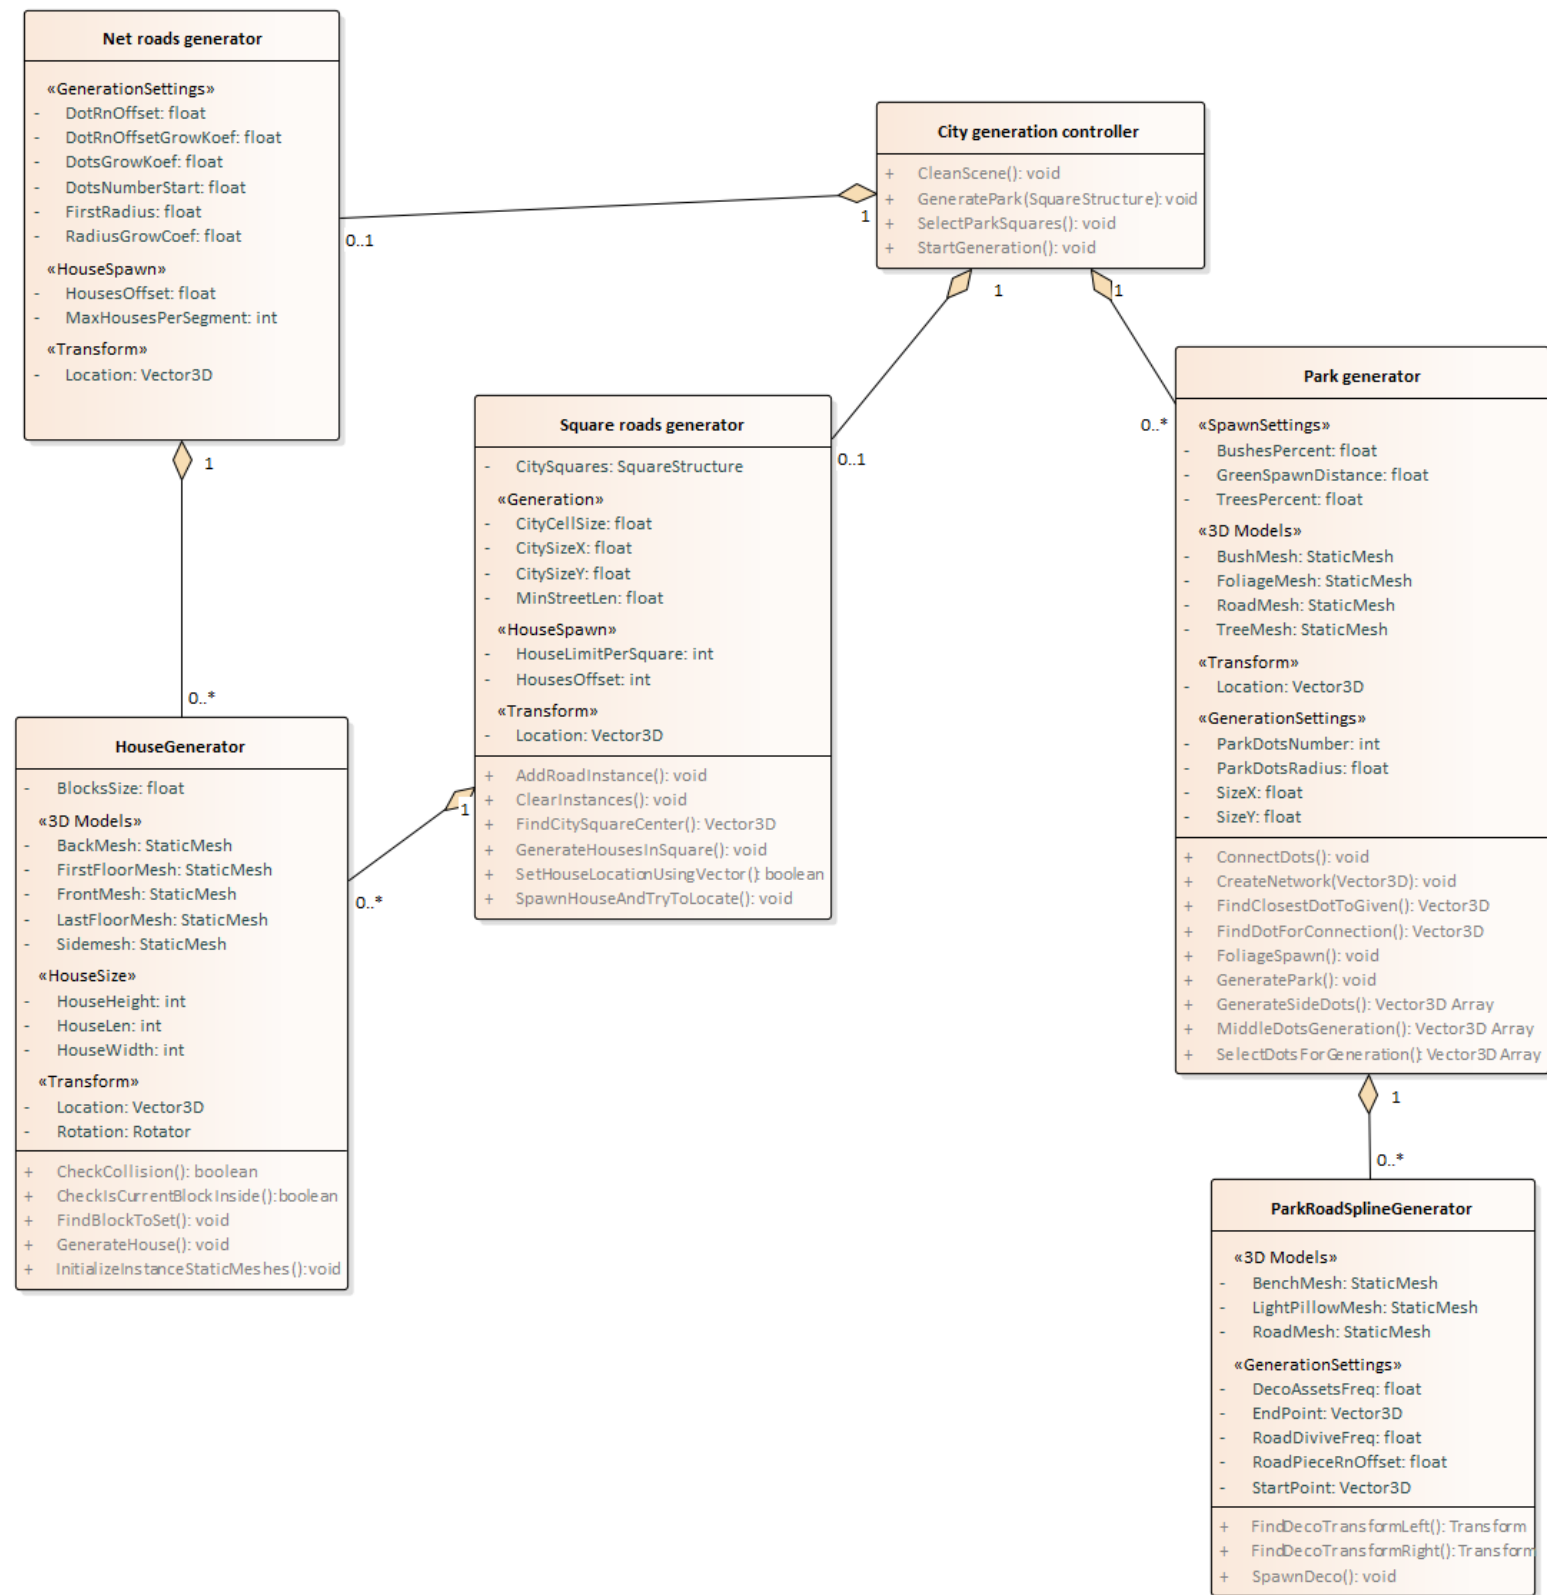 Net roads generator
«GenerationSettings»
- DotRnOffset: float
- DotRnOffsetGrowKoef: float
- DotsGrowKoef: float
- DotsNumberStart: float
- FirstRadius: float
- RadiusGrowCoef: float
«HouseSpawn»
- HousesOffset: float
- MaxHousesPerSegment: int
«Transform»
- Location: Vector3D
1
0..*
0..1
1
City generation controller
+ CleanScene(): void
+ GeneratePark(SquareStructure): void
+ SelectParkSquares(): void
+ StartGeneration(): void
1
1
0..1
0..*
Square roads generator
- CitySquares: SquareStructure
«Generation»
- CityCellSize: float
- CitySizeX: float
- CitySizeY: float
- MinStreetLen: float
«HouseSpawn»
- HouseLimitPerSquare: int
- HousesOffset: int
«Transform»
- Location: Vector3D
+ AddRoadInstance(): void
+ ClearInstances(): void
+ FindCitySquareCenter(): Vector3D
+ GenerateHousesInSquare(): void
+ SetHouseLocationUsingVector(): boolean
+ SpawnHouseAndTryToLocate(): void
1
0..*
Park generator
«SpawnSettings»
- BushesPercent: float
- GreenSpawnDistance: float
- TreesPercent: float
«3D Models»
- BushMesh: StaticMesh
- FoliageMesh: StaticMesh
- RoadMesh: StaticMesh
- TreeMesh: StaticMesh
«Transform»
- Location: Vector3D
«GenerationSettings»
- ParkDotsNumber: int
- ParkDotsRadius: float
- SizeX: float
- SizeY: float
+ ConnectDots(): void
+ CreateNetwork(Vector3D): void
+ FindClosestDotToGiven(): Vector3D
+ FindDotForConnection(): Vector3D
+ FoliageSpawn(): void
+ GeneratePark(): void
+ GenerateSideDots(): Vector3D Array
+ MiddleDotsGeneration(): Vector3D Array
+ SelectDotsForGeneration(): Vector3D Array
1
0..*
HouseGenerator
- BlocksSize: float
«3D Models»
- BackMesh: StaticMesh
- FirstFloorMesh: StaticMesh
- FrontMesh: StaticMesh
- LastFloorMesh: StaticMesh
- Sidemesh: StaticMesh
«HouseSize»
- HouseHeight: int
- HouseLen: int
- HouseWidth: int
«Transform»
- Location: Vector3D
- Rotation: Rotator
+ CheckCollision(): boolean
+ CheckIsCurrentBlockInside(): boolean
+ FindBlockToSet(): void
+ GenerateHouse(): void
+ InitializeInstanceStaticMeshes(): void
ParkRoadSplineGenerator
«3D Models»
- BenchMesh: StaticMesh
- LightPillowMesh: StaticMesh
- RoadMesh: StaticMesh
«GenerationSettings»
- DecoAssetsFreq: float
- EndPoint: Vector3D
- RoadDiviveFreq: float
- RoadPieceRnOffset: float
- StartPoint: Vector3D
+ FindDecoTransformLeft(): Transform
+ FindDecoTransformRight(): Transform
+ SpawnDeco(): void